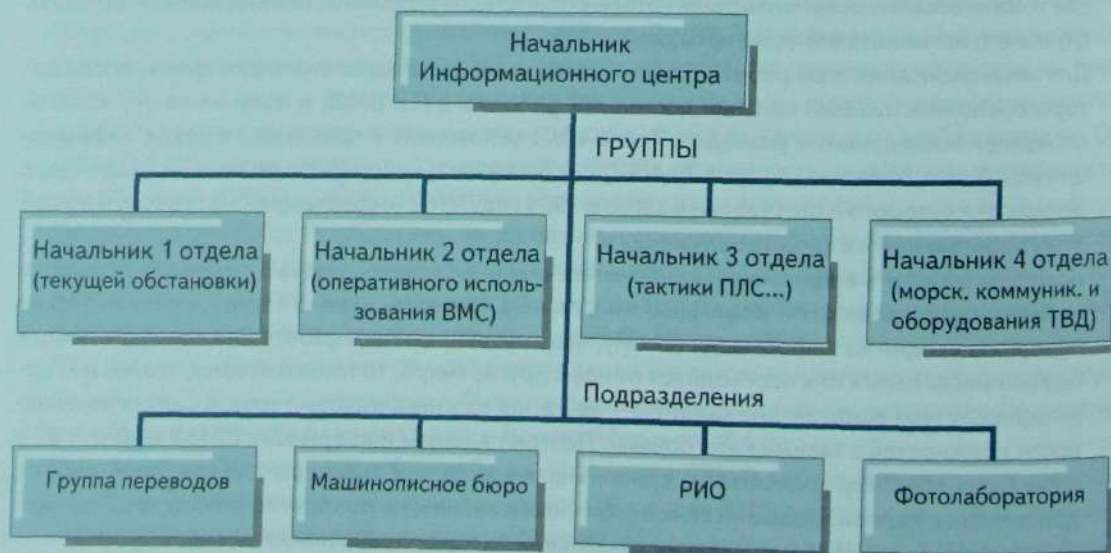 Начальник
Информационного центра
ГРУППЫ
Начальник 1 отдела
(текущей обстановки)
Начальник 2 отдела
(оперативного исполь-
зования ВМС)
Начальник 3 отдела
(тактики ПЛС...)
Начальник 4 отдела
(морск. коммуник. и
оборудования ТВД)
Подразделения
Группа переводов
Машинописное бюро
РИО
Фотолаборатория